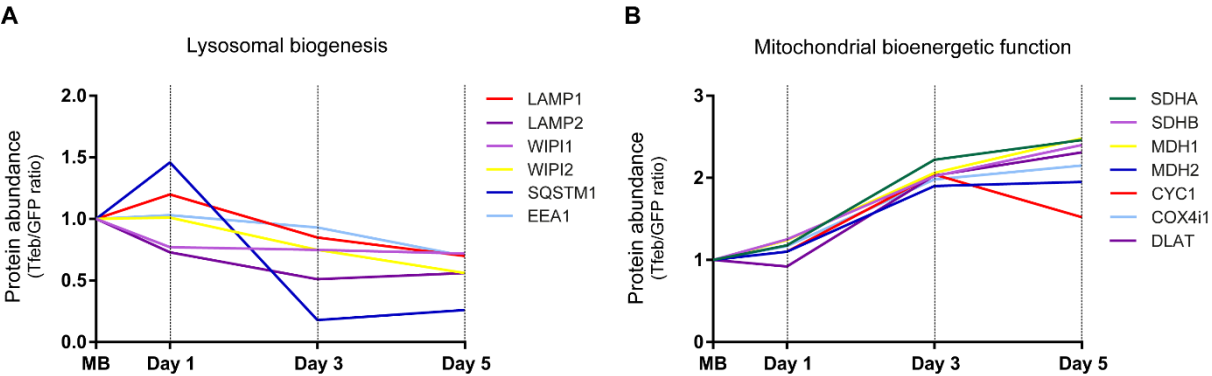 A
Lysosomal biogenesis
Protein abundance
(Tfeb/GFP ratio)
2.0
1.5
1.0
0.5
0.0
MB
Day 1
Day 3
Day 5
LAMP1
LAMP2
WIPI1
WIPI2
SQSTM1
EEA1
B
Mitochondrial bioenergetic function
Protein abundance
(Tfeb/GFP ratio)
3
2
1
0
MB
Day 1
Day 3
Day 5
SDHA
SDHB
MDH1
MDH2
CYC1
COX4i1
DLAT